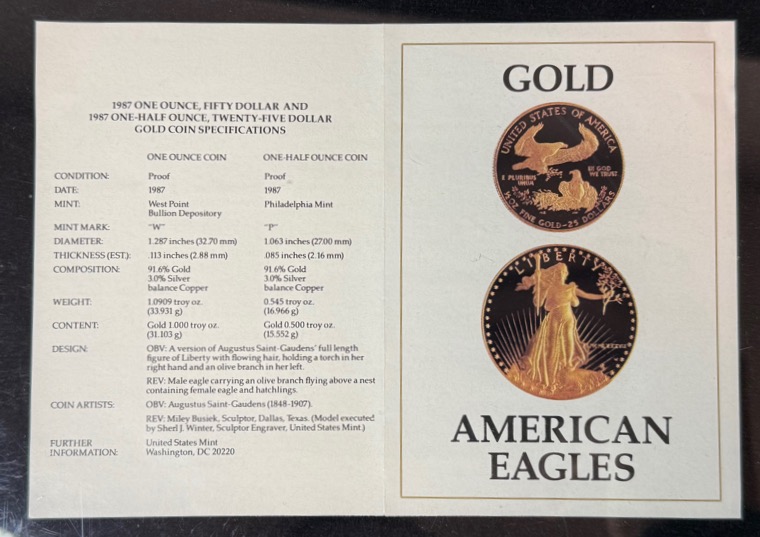 1987 ONE OUNCE, FIFTY DOLLAR AND
1987 ONE-HALF OUNCE, TWENTY-FIVE DOLLAR
GOLD COIN SPECIFICATIONS
ONE OUNCE COIN ONE-HALF OUNCE COIN
CONDITION: Proof Proof
DATE: 1987 1987
MINT: West Point Philadelphia Mint
Bullion Depository
MINT MARK: "W" "P"
DIAMETER: 1.287 inches (32.70 mm) 1.063 inches (27.00 mm)
THICKNESS (EST.): .113 inches (2.88 mm) .085 inches (2.16 mm)
COMPOSITION: 91.6% Gold 91.6% Gold
3.0% Silver 3.0% Silver
balance Copper balance Copper
WEIGHT: 1.0909 troy oz. 0.545 troy oz.
(33.931 g) (16.966 g)
CONTENT: Gold 1.000 troy oz. Gold 0.500 troy oz.
(31.103 g) (15.552 g)
DESIGN: OBV: A version of Augustus Saint-Gaudens' full length
figure of Liberty with flowing hair, holding a torch in her
right hand and an olive branch in her left.
REV: Male eagle carrying an olive branch flying above a nest
containing female eagle and hatchlings.
COIN ARTISTS: OBV: Augustus Saint-Gaudens (1848-1907).
REV: Miley Busiek, Sculptor, Dallas, Texas. (Model executed
by Sherl J. Winter, Sculptor Engraver, United States Mint.)
FURTHER United States Mint
INFORMATION: Washington, DC 20220
GOLD
UNITED STATES OF AMERICA
E PLURIBUS
UNUM
IN GOD
WE TRUST
½ OZ. FINE GOLD–25 DOLLARS
LIBERTY
AMERICAN
EAGLES